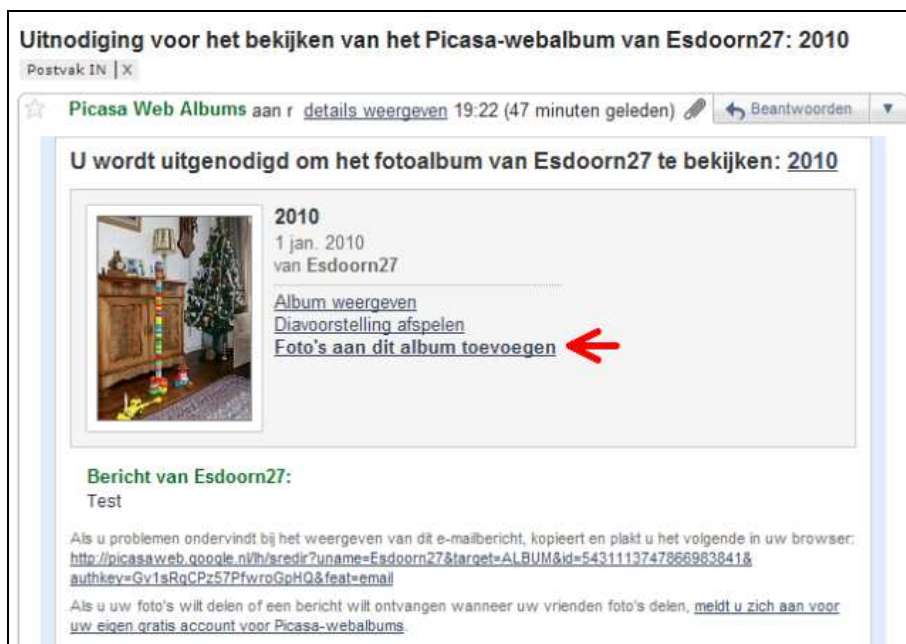 Uitnodiging voor het bekijken van het Picasa-webalbum van Esdoorn27: 2010
Postvak IN | X
Picasa Web Albums aan r details weergeven 19:22 (47 minuten geleden) Beantwoorden
U wordt uitgenodigd om het fotoalbum van Esdoorn27 te bekijken: 2010
2010
1 jan. 2010
van Esdoorn27
Album weergeven
Diavoorstelling afspelen
Foto's aan dit album toevoegen
Bericht van Esdoorn27:
Test
Als u problemen ondervindt bij het weergeven van dit e-mailbericht, kopieert en plakt u het volgende in uw browser:
http://picasaweb.google.nl/lh/sredir?uname=Esdoorn27&target=ALBUM&id=5431113747866983841&
authkey=Gv1sRgCPz57PfwroGpHQ&feat=email
Als u uw foto's wilt delen of een bericht wilt ontvangen wanneer uw vrienden foto's delen, meldt u zich aan voor
uw eigen gratis account voor Picasa-webalbums.